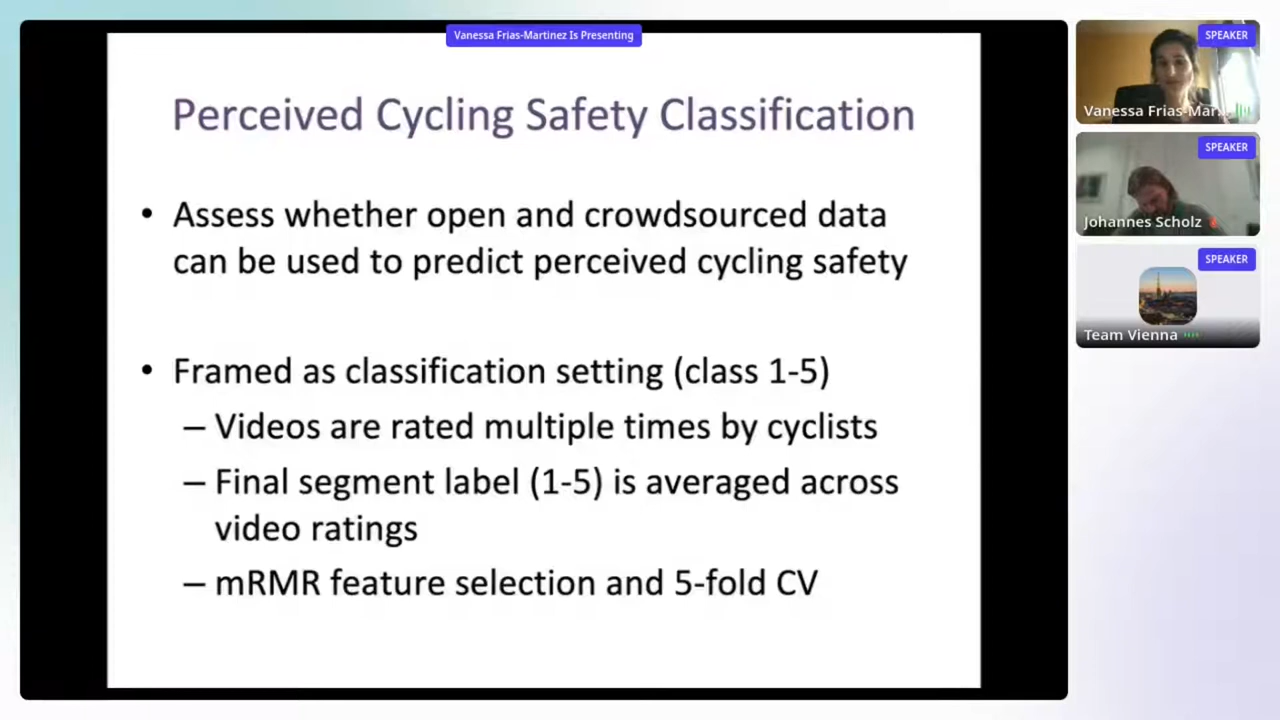 Vanessa Frias-Martinez Is Presenting
Perceived Cycling Safety Classification
• Assess whether open and crowdsourced data
can be used to predict perceived cycling safety
• Framed as classification setting (class 1-5)
– Videos are rated multiple times by cyclists
– Final segment label (1-5) is averaged across
video ratings
– mRMR feature selection and 5-fold CV
SPEAKER
Vanessa Frias-Mar...
SPEAKER
Johannes Scholz
SPEAKER
Team Vienna